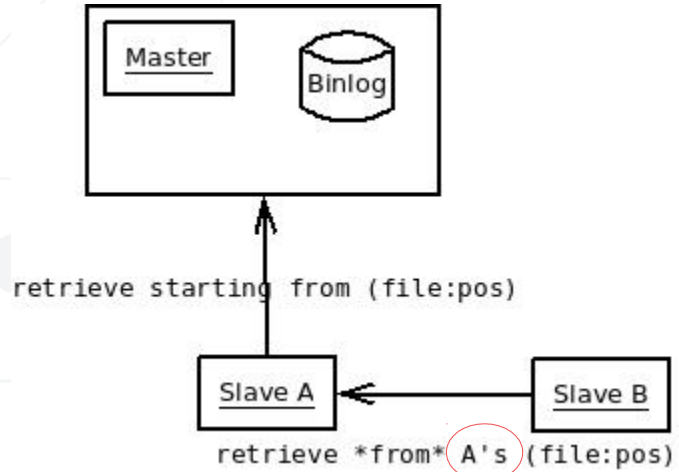 Master
Binlog
retrieve starting from (file:pos)
Slave A
Slave B
retrieve *from* A's (file:pos)